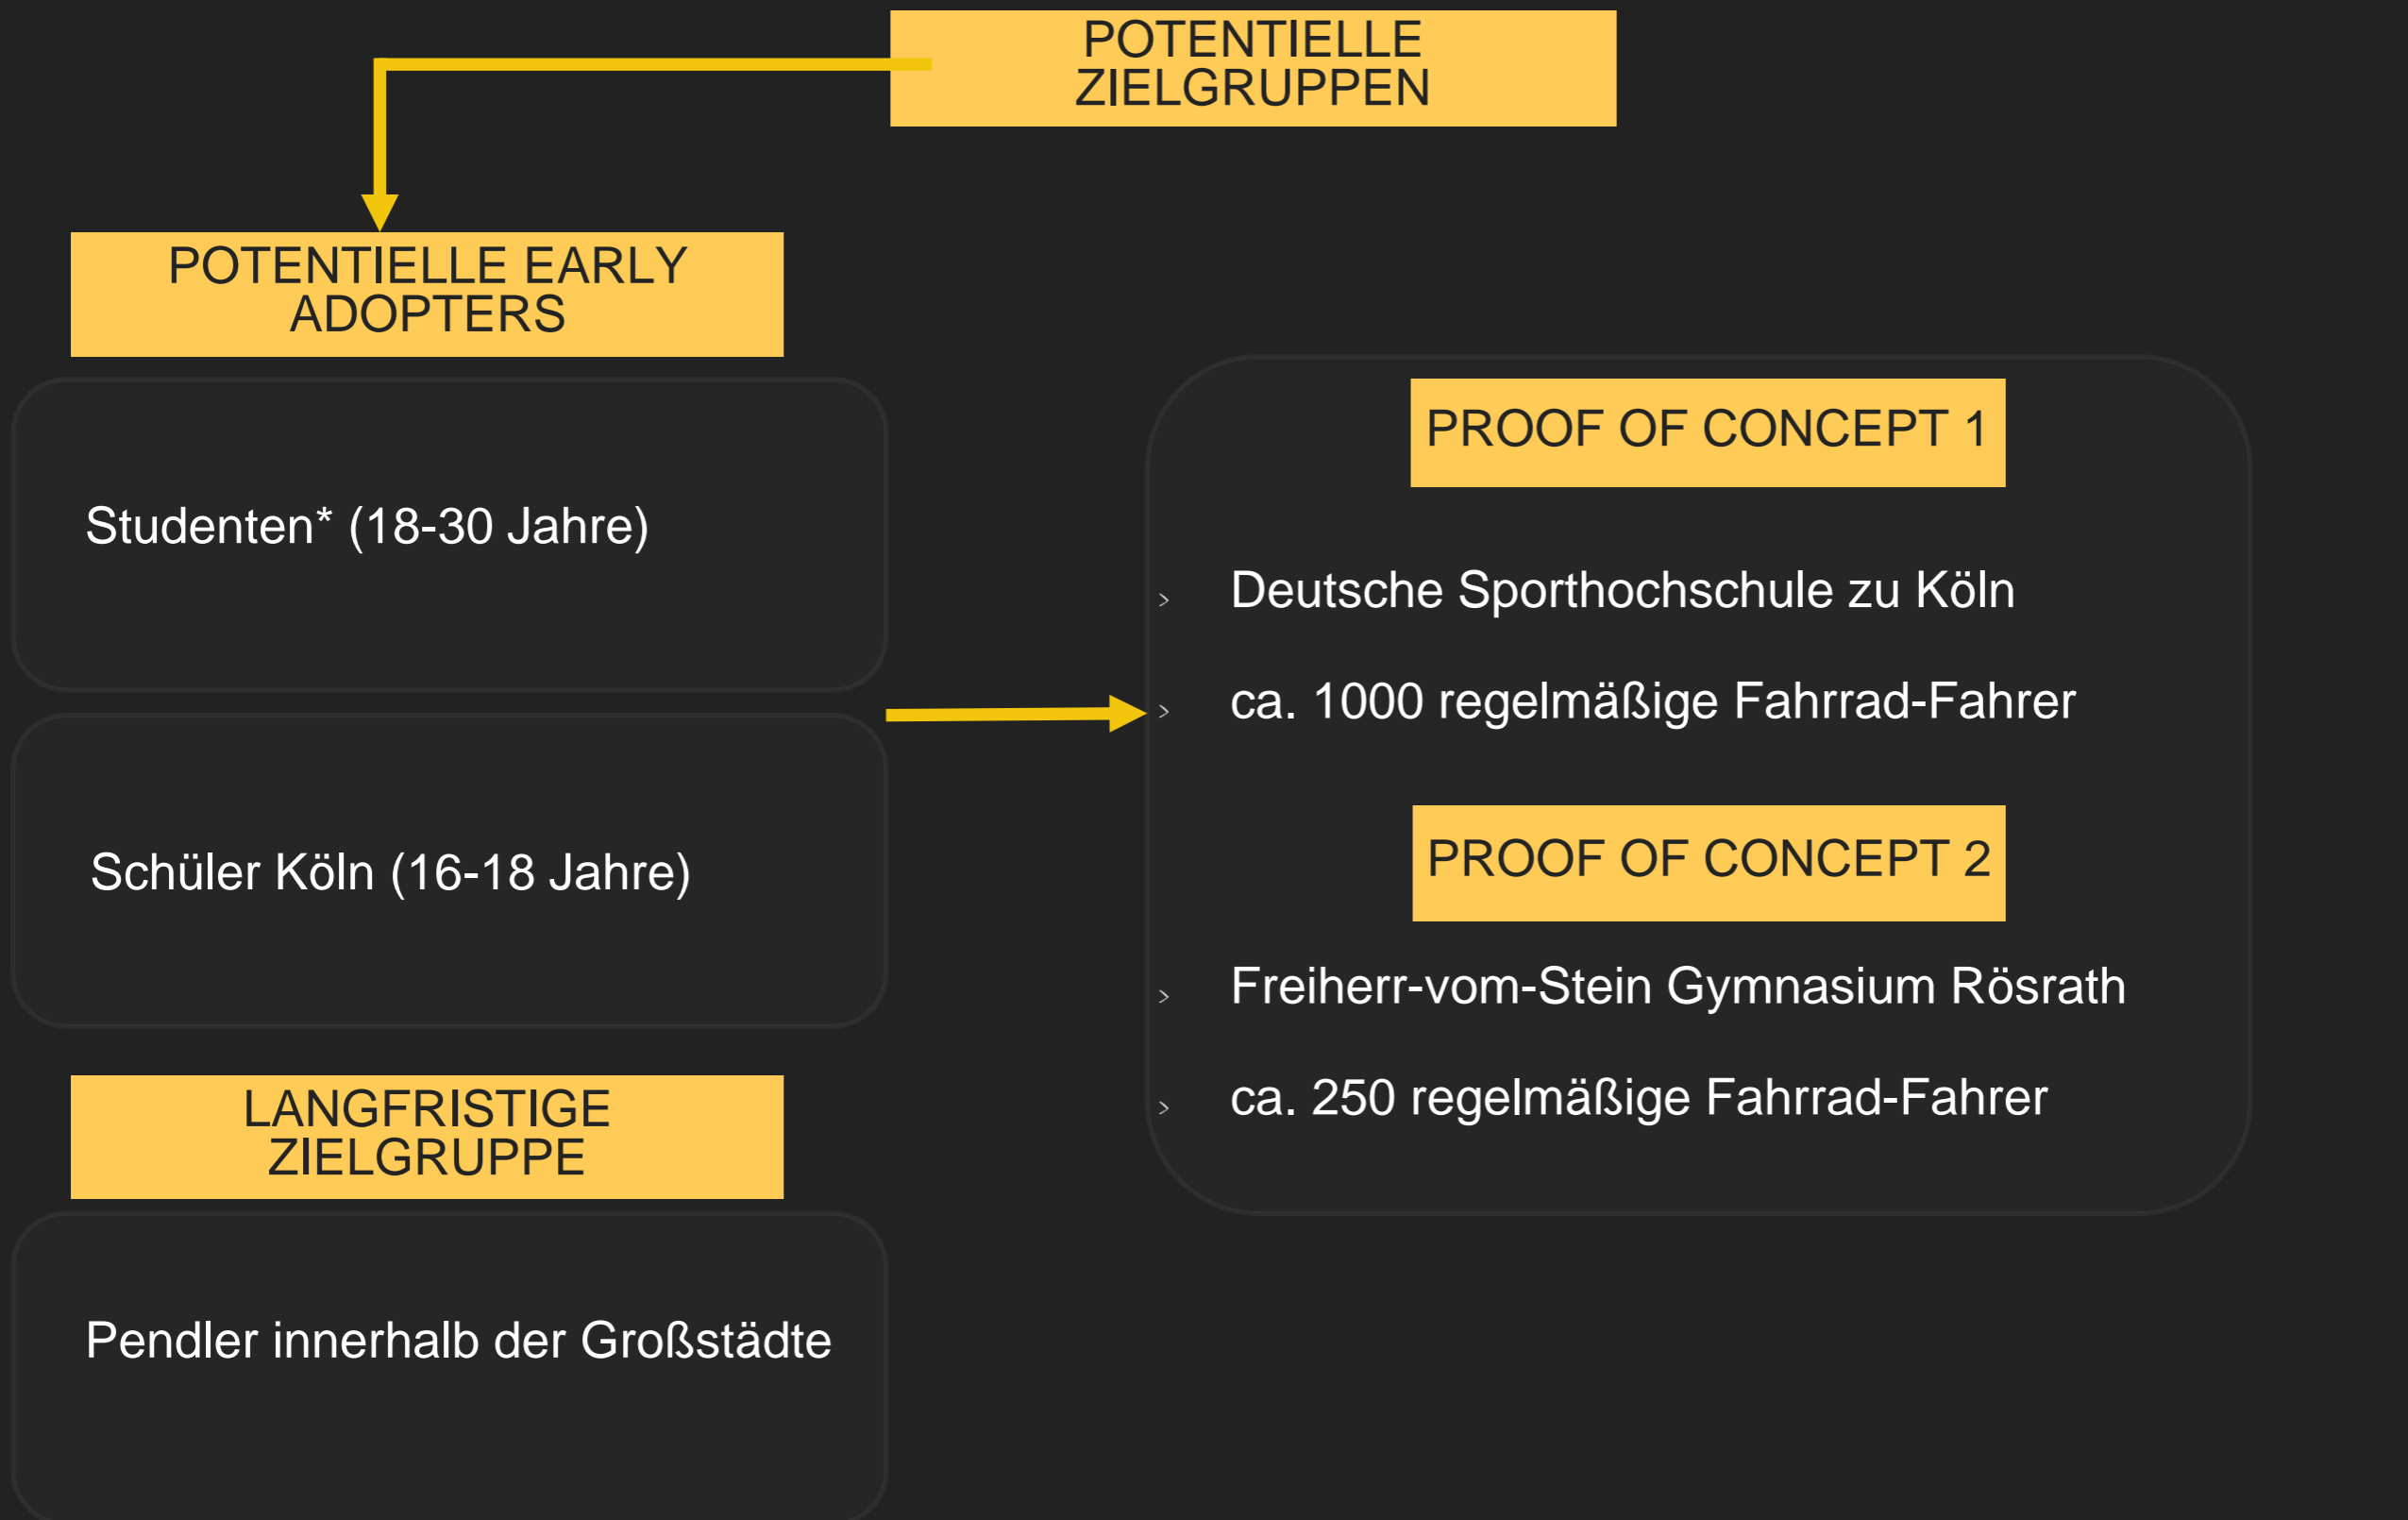 POTENTIELLE
ZIELGRUPPEN
POTENTIELLE EARLY
ADOPTERS
Studenten* (18-30 Jahre)
Schüler Köln (16-18 Jahre)
LANGFRISTIGE
ZIELGRUPPE
Pendler innerhalb der Großstädte
PROOF OF CONCEPT 1
› Deutsche Sporthochschule zu Köln
› ca. 1000 regelmäßige Fahrrad-Fahrer
PROOF OF CONCEPT 2
› Freiherr-vom-Stein Gymnasium Rösrath
› ca. 250 regelmäßige Fahrrad-Fahrer